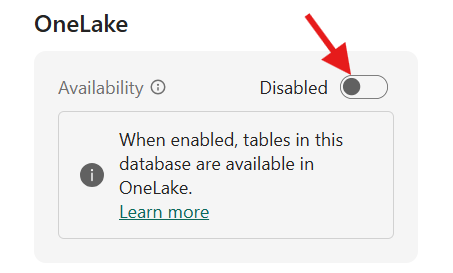 OneLake
Availability
Disabled
When enabled, tables in this
database are available in
OneLake.
Learn more